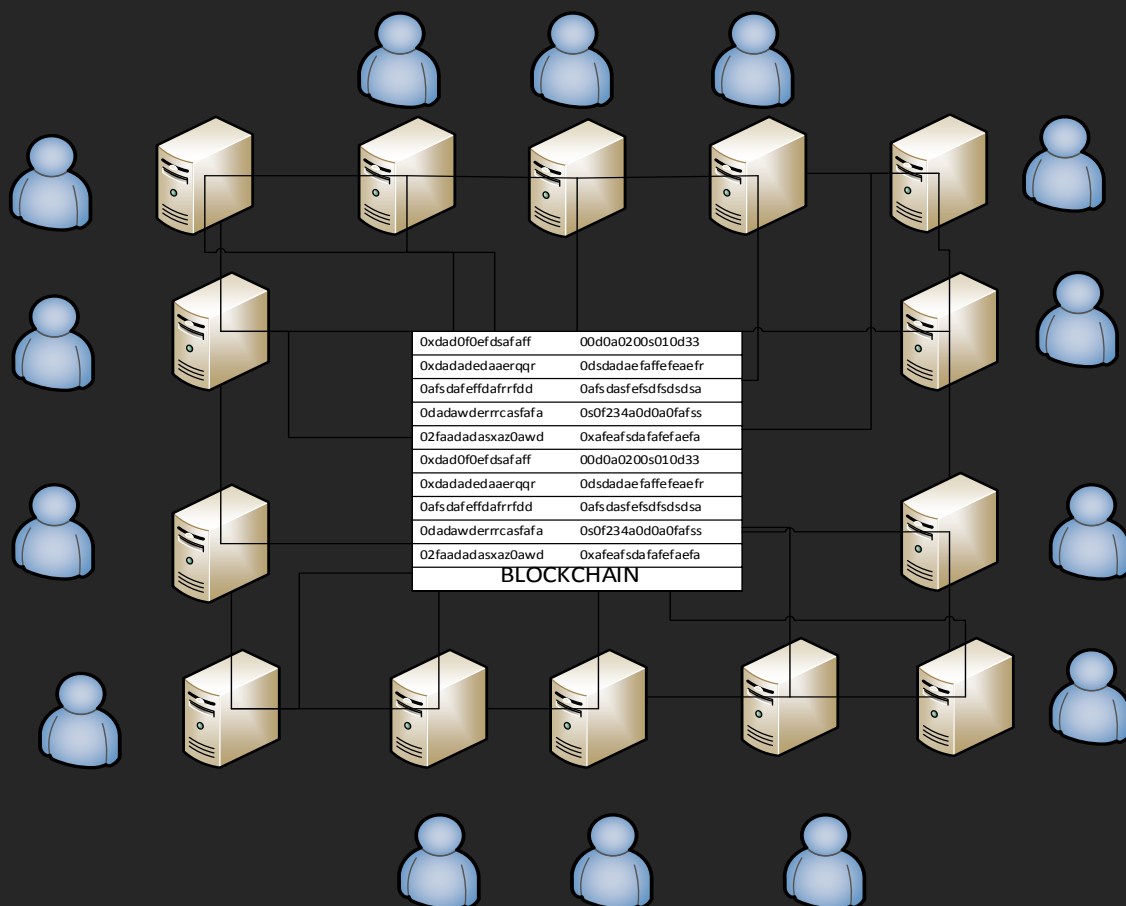 0xdad0f0efdsafaff 00d0a0200s010d33
0xdadadedaaerqqr 0dsdadaefaffefeaefr
0afsdafeffdafrrfdd 0afsdasfefsdfsdsdsa
0dadawderrrcasfafa 0s0f234a0d0a0fafss
02faadadasxaz0awd 0xafeafsdafafefaefa
0xdad0f0efdsafaff 00d0a0200s010d33
0xdadadedaaerqqr 0dsdadaefaffefeaefr
0afsdafeffdafrrfdd 0afsdasfefsdfsdsdsa
0dadawderrrcasfafa 0s0f234a0d0a0fafss
02faadadasxaz0awd 0xafeafsdafafefaefa
BLOCKCHAIN